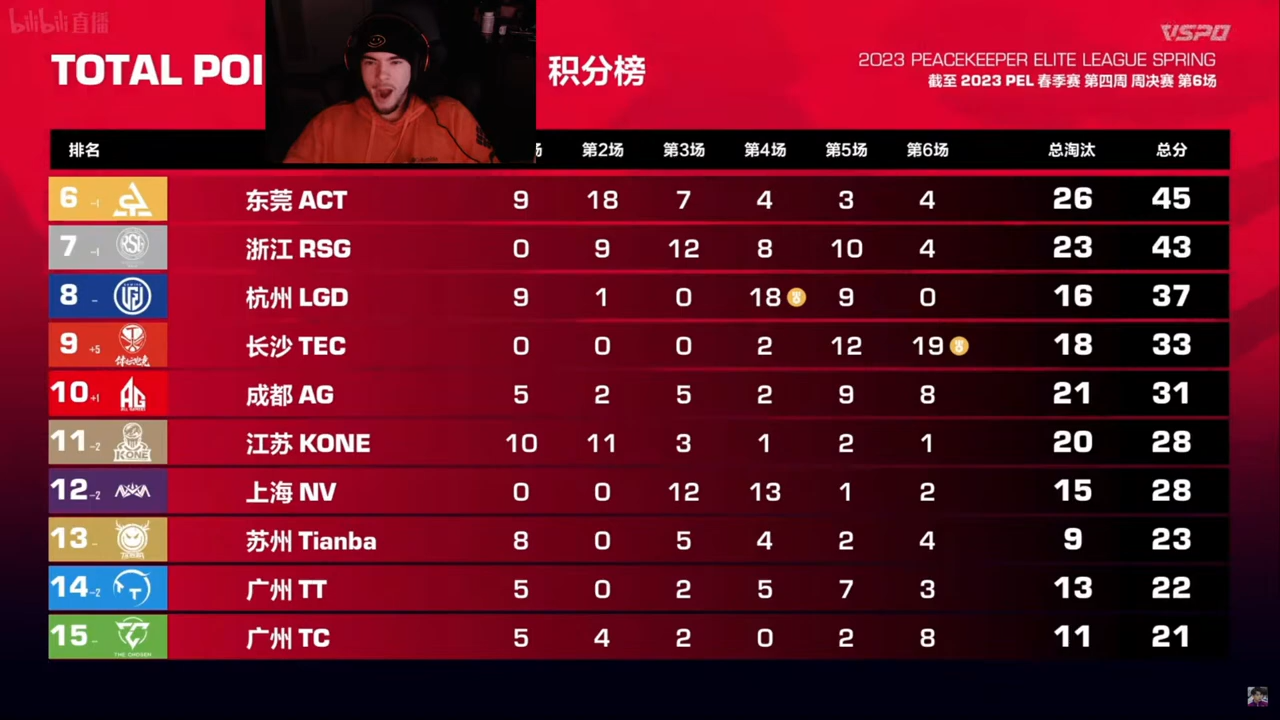 bilibili直播
VSPO
TOTAL POI
积分榜
2023 PEACEKEEPER ELITE LEAGUE SPRING
截至 2023 PEL 春季赛 第四周 周决赛 第6场
排名 场 第2场 第3场 第4场 第5场 第6场 总淘汰 总分
6 -1 东莞 ACT 9 18 7 4 3 4 26 45
7 -1 RSG 浙江 RSG 0 9 12 8 10 4 23 43
8 - 杭州 LGD 9 1 0 18 9 0 16 37
9 +5 长沙 TEC 0 0 0 2 12 19 18 33
10 +1 AG 成都 AG 5 2 5 2 9 8 21 31
11 -2 KONE 江苏 KONE 10 11 3 1 2 1 20 28
12 -2 上海 NV 0 0 12 13 1 2 15 28
13 - 苏州 Tianba 8 0 5 4 2 4 9 23
14 -2 广州 TT 5 0 2 5 7 3 13 22
15 - THE CHOSEN 广州 TC 5 4 2 0 2 8 11 21